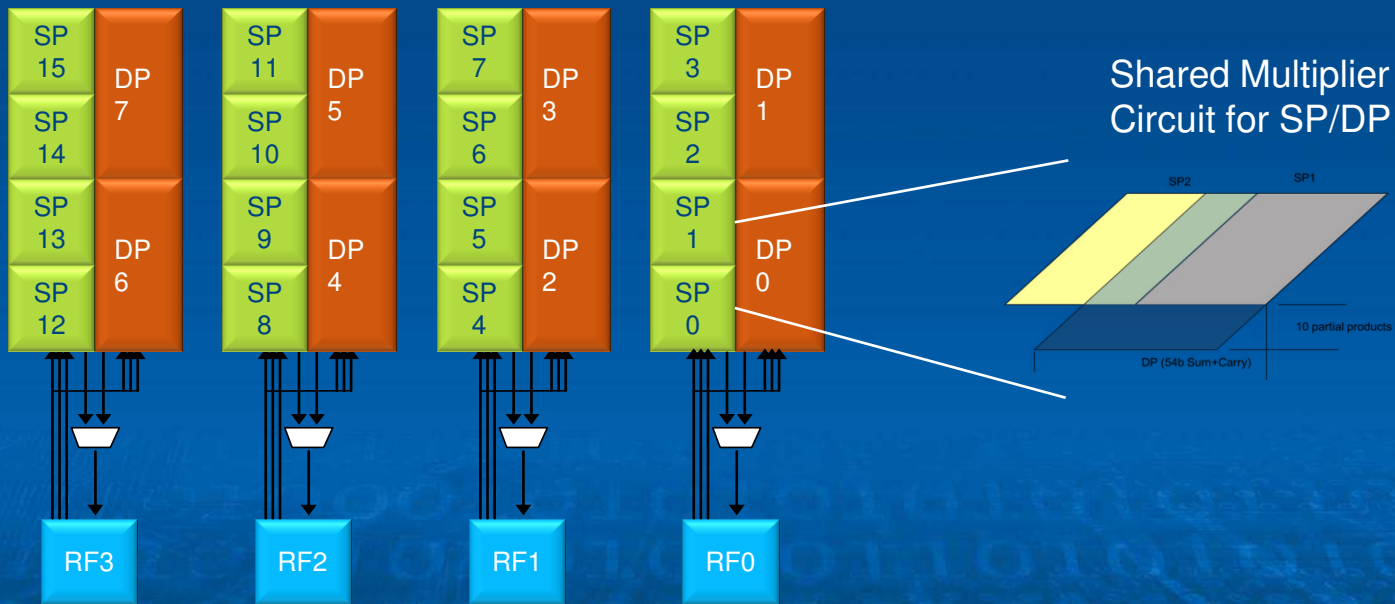 SP
15
DP
7
SP
14
SP
13
DP
6
SP
12
SP
11
DP
5
SP
10
SP
9
DP
4
SP
8
SP
7
DP
3
SP
6
SP
5
DP
2
SP
4
SP
3
DP
1
SP
2
SP
1
DP
0
SP
0
Shared Multiplier
Circuit for SP/DP
SP2
SP1
10 partial products
DP (54b Sum+Carry)
RF3
RF2
RF1
RF0